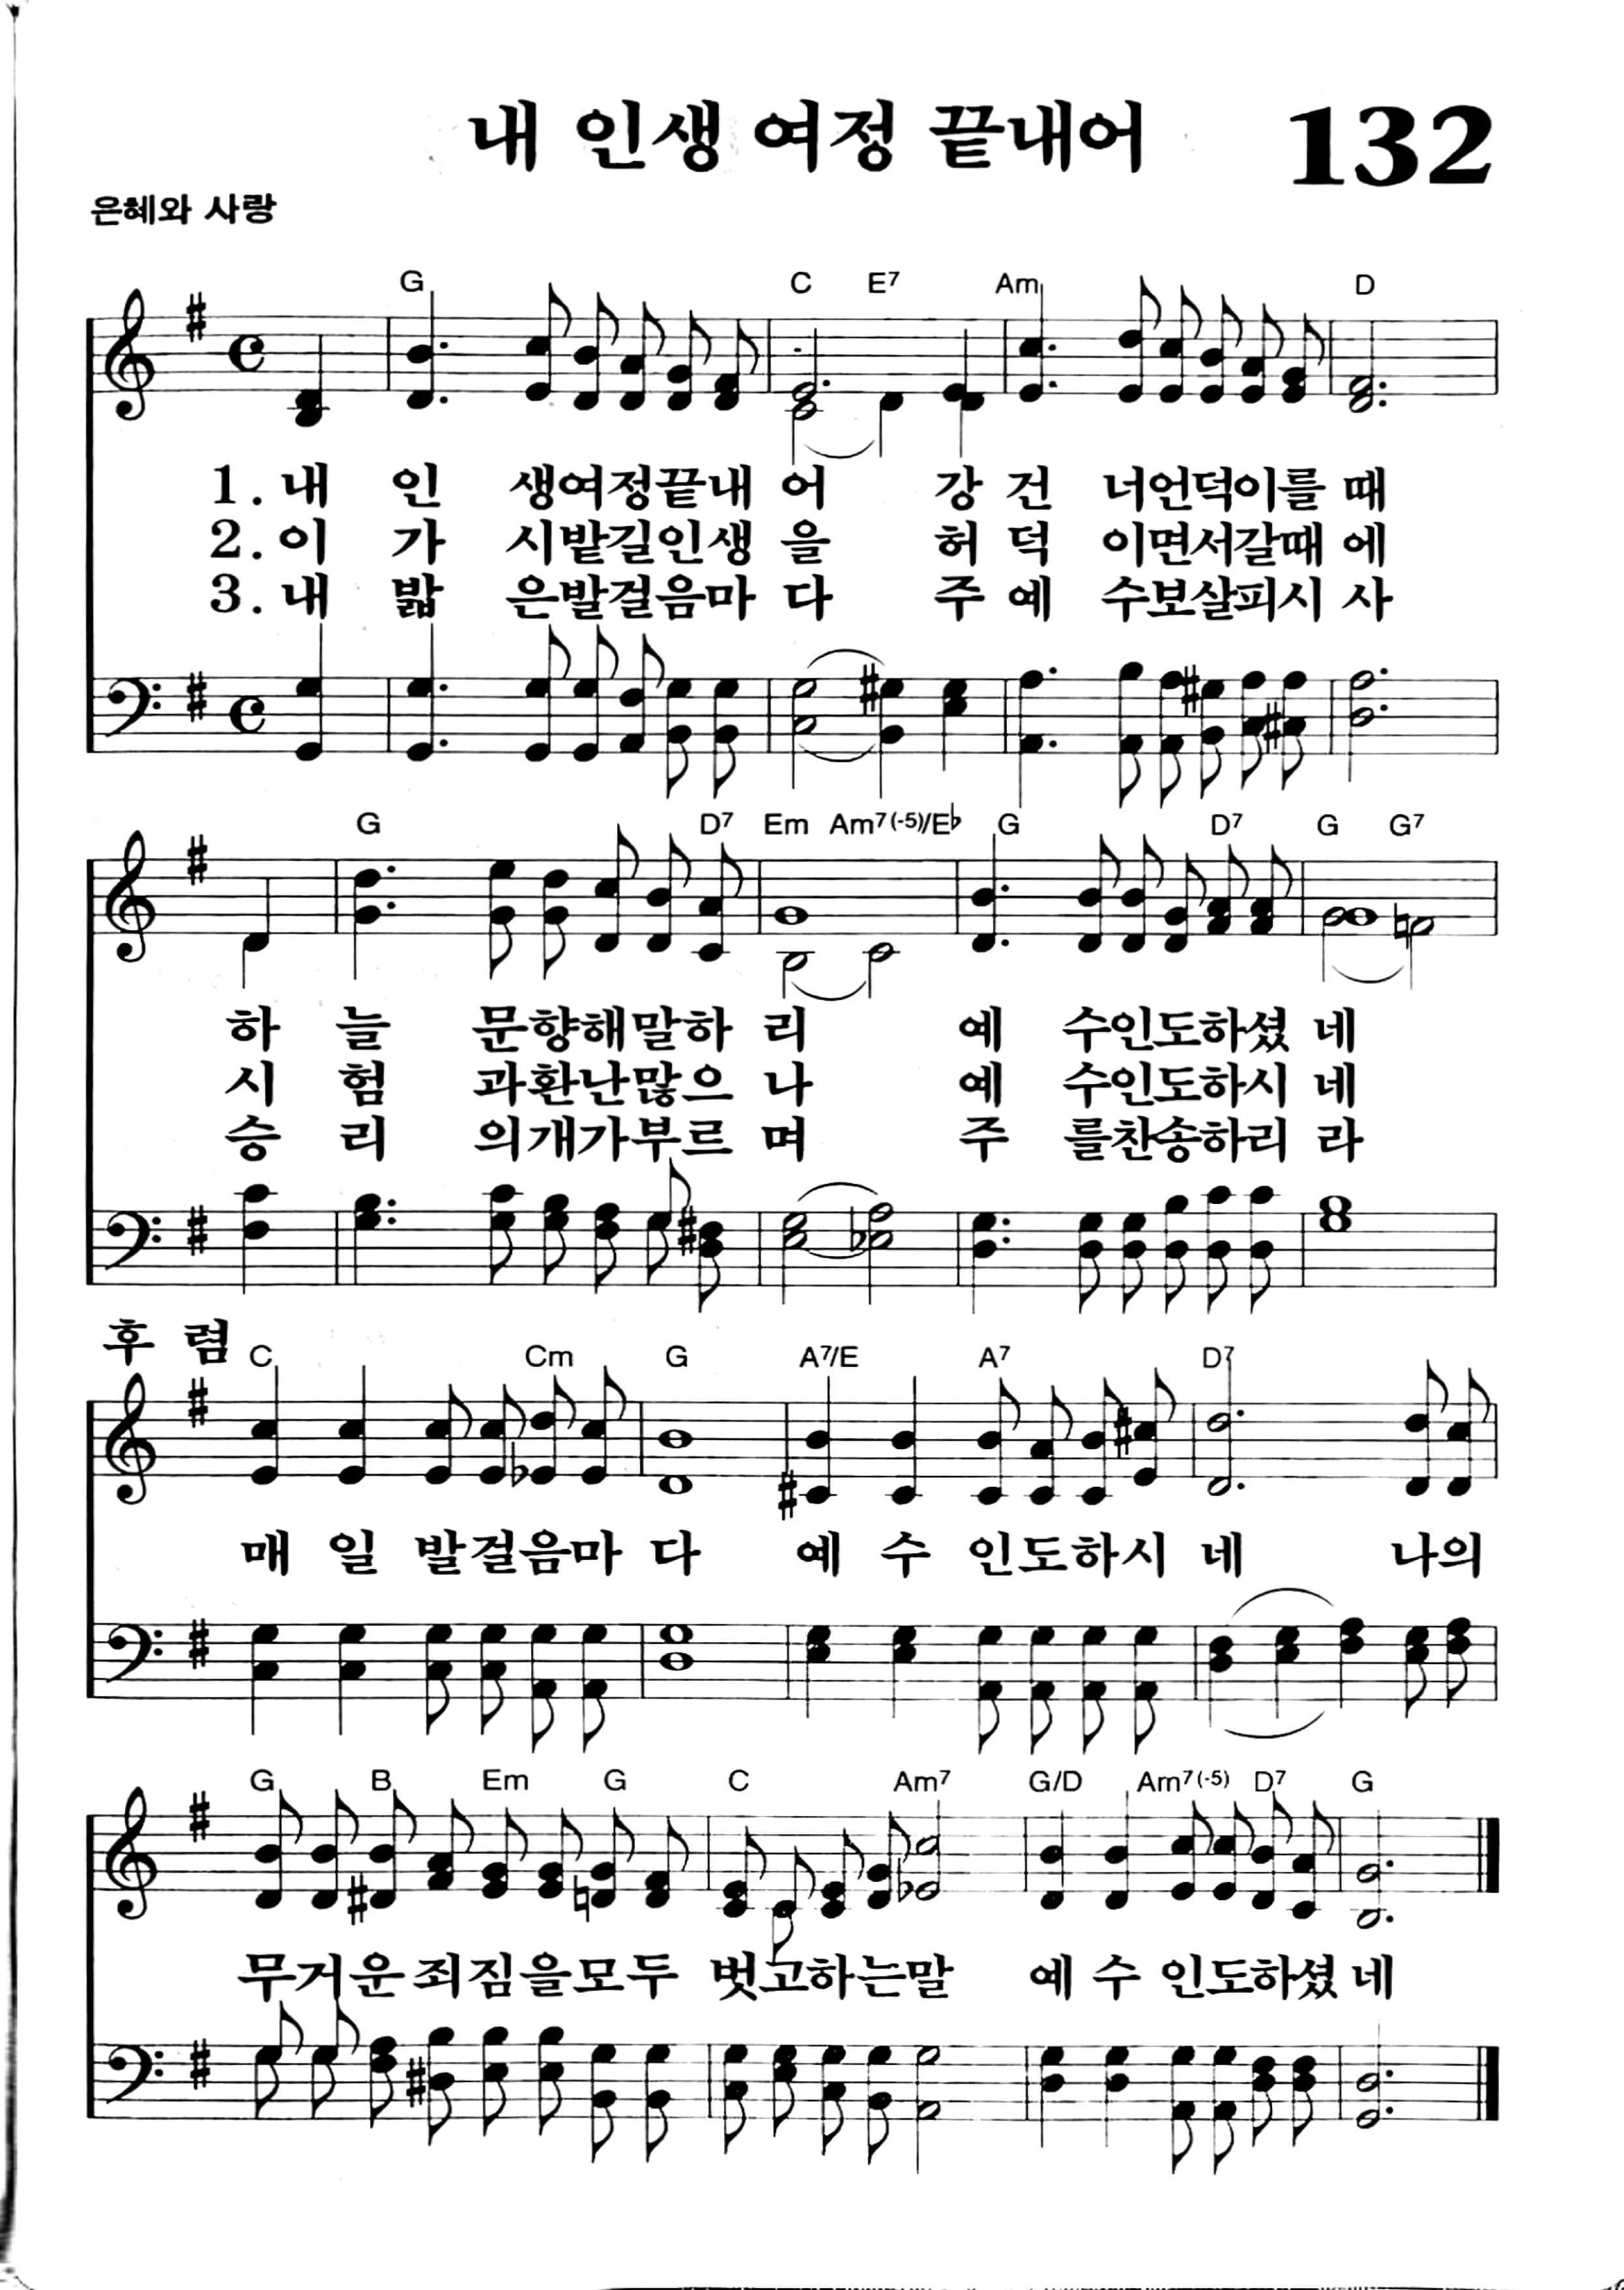 내 인생 여정 끝내어 132
은혜와 사랑
G C E7 Am D
1. 내 인 생여정끝내 어 강 건 너언덕이를 때
2. 이 가 시밭길인생 을 허 덕 이면서갈때 에
3. 내 밟 은발걸음마 다 주 예 수보살피시 사
G D7 Em Am7(-5)/E♭ G D7 G G7
하 늘 문향해말하 리 예 수인도하셨 네
시 험 과환난많으 나 예 수인도하시 네
승 리 의개가부르 며 주 를찬송하리 라
후 렴
C Cm G A7/E A7 D7
매 일 발걸음마 다 예 수 인도하시 네 나의
G B Em G C Am7 G/D Am7(-5) D7 G
무거운죄짐을모두 벗고하는말 예 수 인도하셨 네